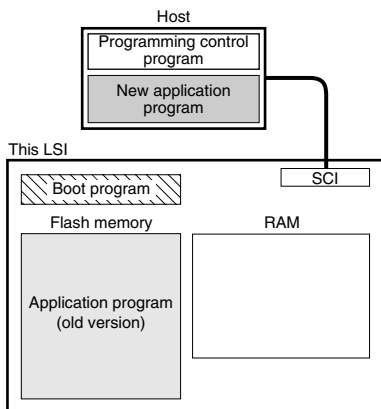 Host
Programming control
program
New application
program
This LSI
SCI
Boot program
Flash memory
RAM
Application program
(old version)